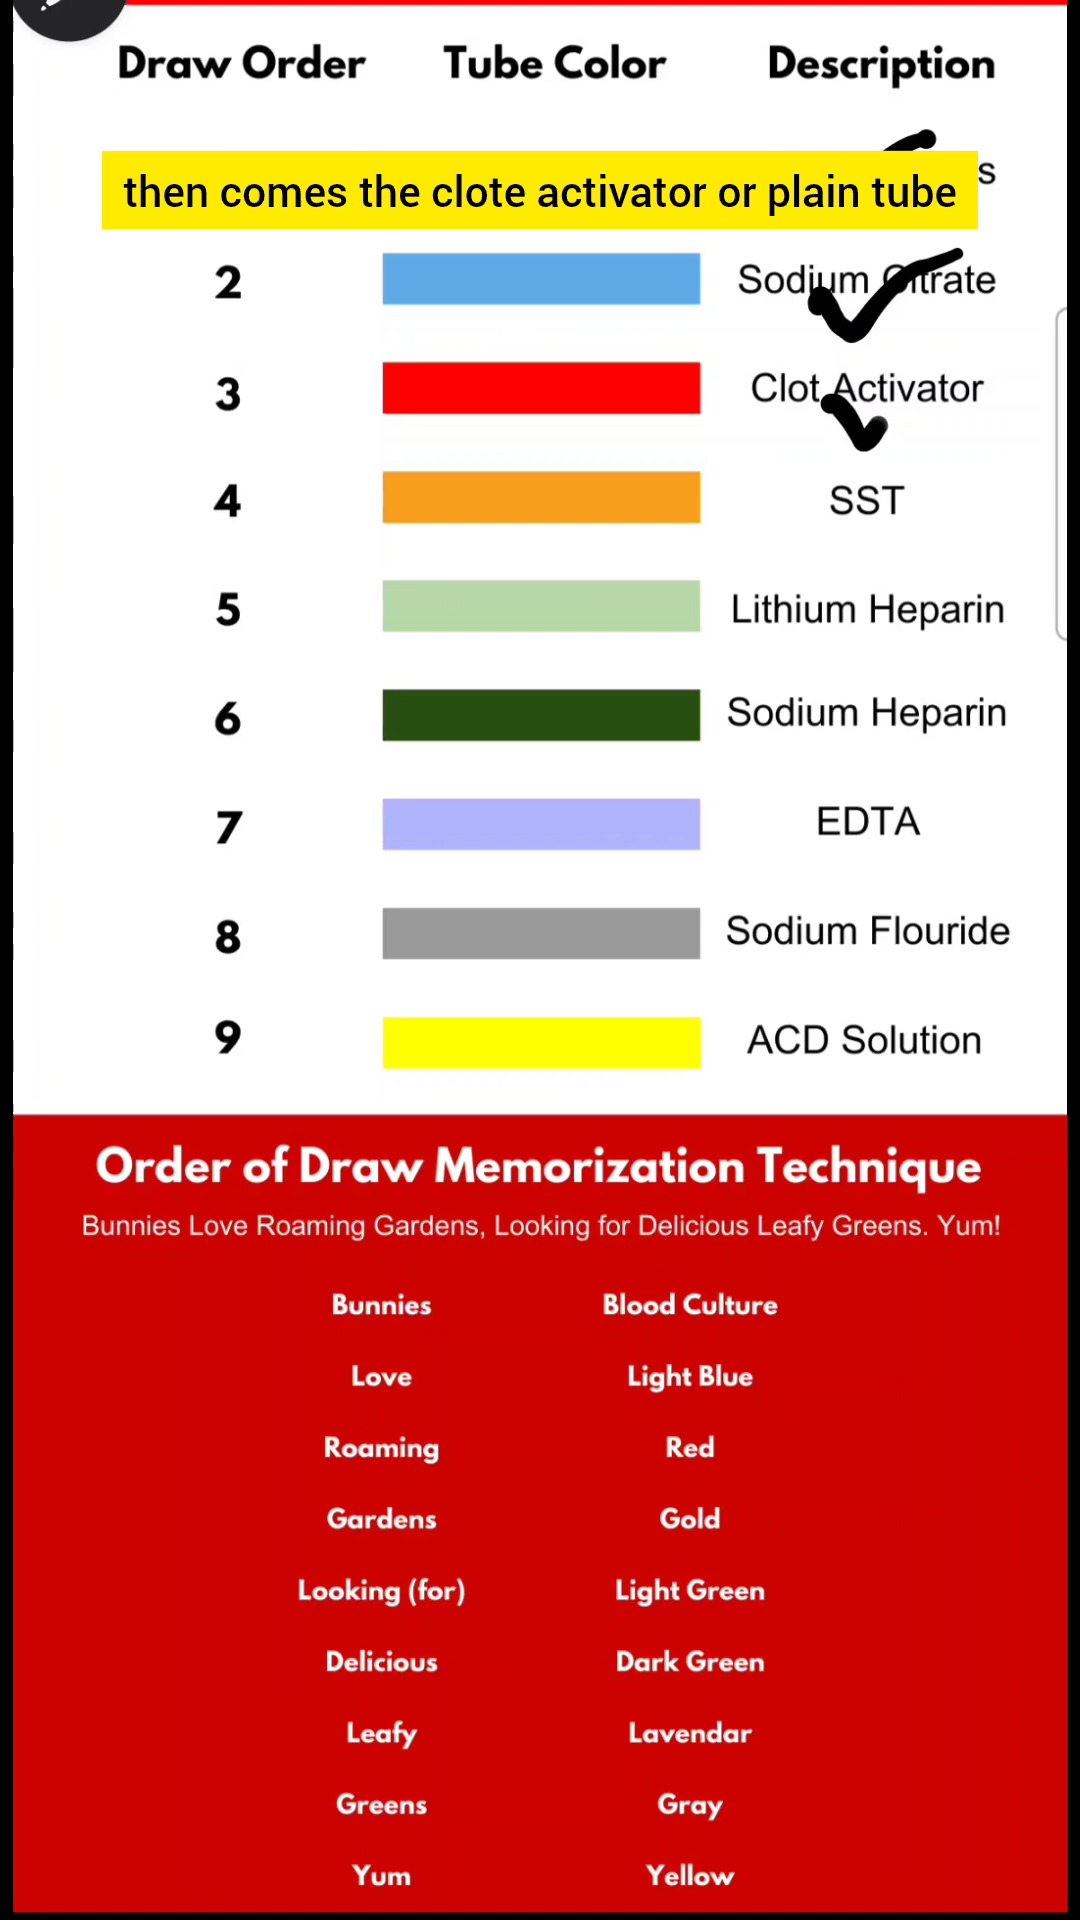 Draw Order Tube Color Description
s
then comes the clote activator or plain tube
2 Sodium Citrate
3 Clot Activator
4 SST
5 Lithium Heparin
6 Sodium Heparin
7 EDTA
8 Sodium Flouride
9 ACD Solution
Order of Draw Memorization Technique
Bunnies Love Roaming Gardens, Looking for Delicious Leafy Greens. Yum!
Bunnies Blood Culture
Love Light Blue
Roaming Red
Gardens Gold
Looking (for) Light Green
Delicious Dark Green
Leafy Lavendar
Greens Gray
Yum Yellow